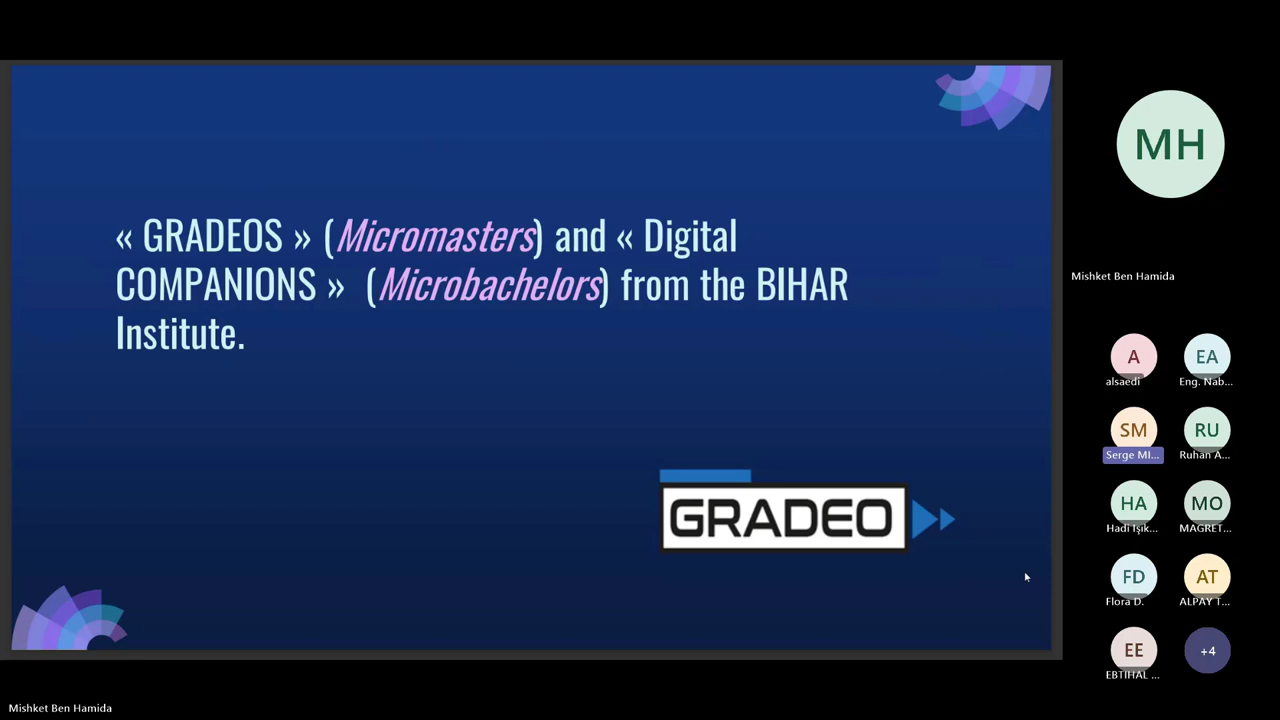 « GRADEOS » (Micromasters) and « Digital
COMPANIONS » (Microbachelors) from the BIHAR
Institute.
GRADEO
MH
Mishket Ben Hamida
A
alsaedi
EA
Eng. Nab...
SM
Serge MI...
RU
Ruhan A...
HA
Hadi Işık...
MO
MAGRET...
FD
Flora D.
AT
ALPAY T...
EE
EBTIHAL ...
+4
Mishket Ben Hamida